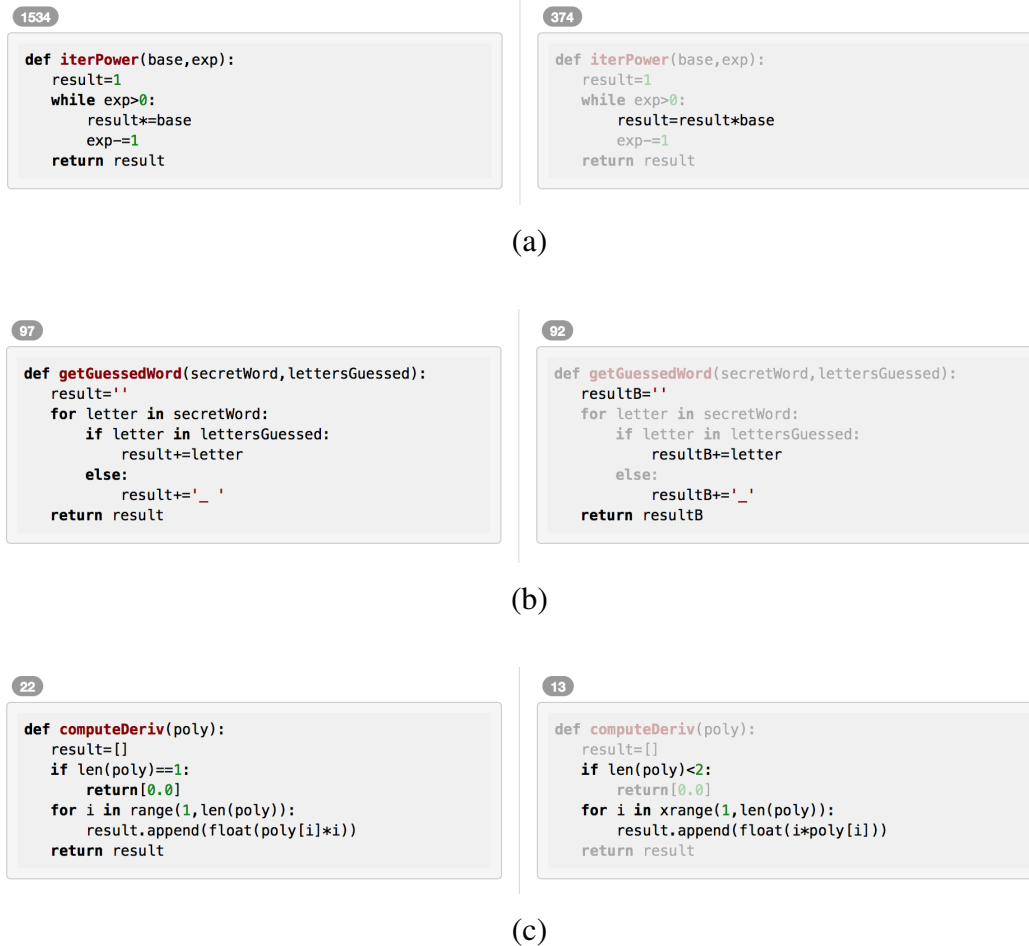 1534
def iterPower(base,exp):
    result=1
    while exp>0:
        result*=base
        exp-=1
    return result
374
def iterPower(base,exp):
    result=1
    while exp>0:
        result=result*base
        exp-=1
    return result
(a)
97
def getGuessedWord(secretWord,lettersGuessed):
    result=''
    for letter in secretWord:
        if letter in lettersGuessed:
            result+=letter
        else:
            result+='_ '
    return result
92
def getGuessedWord(secretWord,lettersGuessed):
    resultB=''
    for letter in secretWord:
        if letter in lettersGuessed:
            resultB+=letter
        else:
            resultB+='_'
    return resultB
(b)
22
def computeDeriv(poly):
    result=[]
    if len(poly)==1:
        return[0.0]
    for i in range(1,len(poly)):
        result.append(float(poly[i]*i))
    return result
13
def computeDeriv(poly):
    result=[]
    if len(poly)<2:
        return[0.0]
    for i in xrange(1,len(poly)):
        result.append(float(i*poly[i]))
    return result
(c)